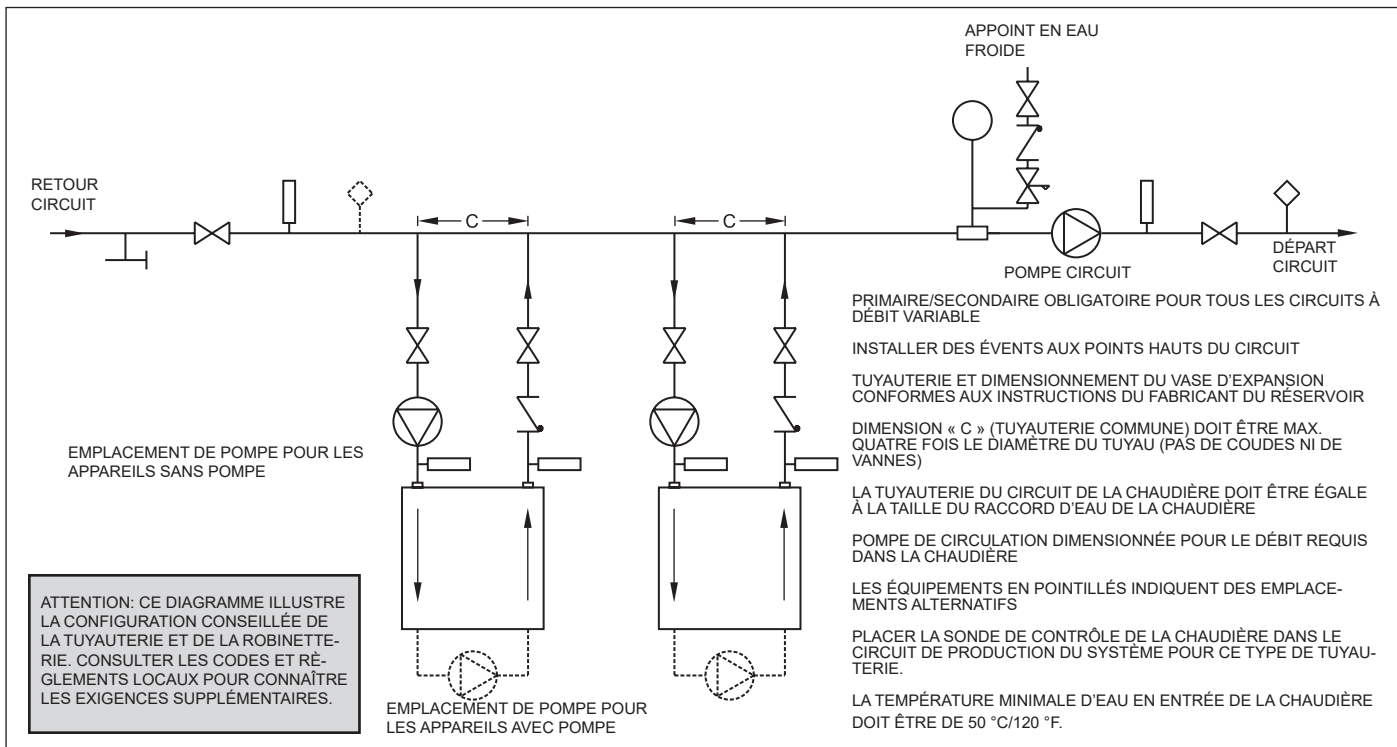 APPOINT EN EAU
FROIDE
RETOUR
CIRCUIT
C
C
POMPE CIRCUIT
DÉPART
CIRCUIT
EMPLACEMENT DE POMPE POUR LES
APPAREILS SANS POMPE
ATTENTION: CE DIAGRAMME ILLUSTRE
LA CONFIGURATION CONSEILLÉE DE
LA TUYAUTERIE ET DE LA ROBINETTE-
RIE. CONSULTER LES CODES ET RÈ-
GLEMENTS LOCAUX POUR CONNAÎTRE
LES EXIGENCES SUPPLÉMENTAIRES.
EMPLACEMENT DE POMPE POUR
LES APPAREILS AVEC POMPE
PRIMAIRE/SECONDAIRE OBLIGATOIRE POUR TOUS LES CIRCUITS À
DÉBIT VARIABLE
INSTALLER DES ÉVENTS AUX POINTS HAUTS DU CIRCUIT
TUYAUTERIE ET DIMENSIONNEMENT DU VASE D'EXPANSION
CONFORMES AUX INSTRUCTIONS DU FABRICANT DU RÉSERVOIR
DIMENSION « C » (TUYAUTERIE COMMUNE) DOIT ÊTRE MAX.
QUATRE FOIS LE DIAMÈTRE DU TUYAU (PAS DE COUDES NI DE
VANNES)
LA TUYAUTERIE DU CIRCUIT DE LA CHAUDIÈRE DOIT ÊTRE ÉGALE
À LA TAILLE DU RACCORD D'EAU DE LA CHAUDIÈRE
POMPE DE CIRCULATION DIMENSIONNÉE POUR LE DÉBIT REQUIS
DANS LA CHAUDIÈRE
LES ÉQUIPEMENTS EN POINTILLÉS INDIQUENT DES EMPLACE-
MENTS ALTERNATIFS
PLACER LA SONDE DE CONTRÔLE DE LA CHAUDIÈRE DANS LE
CIRCUIT DE PRODUCTION DU SYSTÈME POUR CE TYPE DE TUYAU-
TERIE.
LA TEMPÉRATURE MINIMALE D'EAU EN ENTRÉE DE LA CHAUDIÈRE
DOIT ÊTRE DE 50 °C/120 °F.